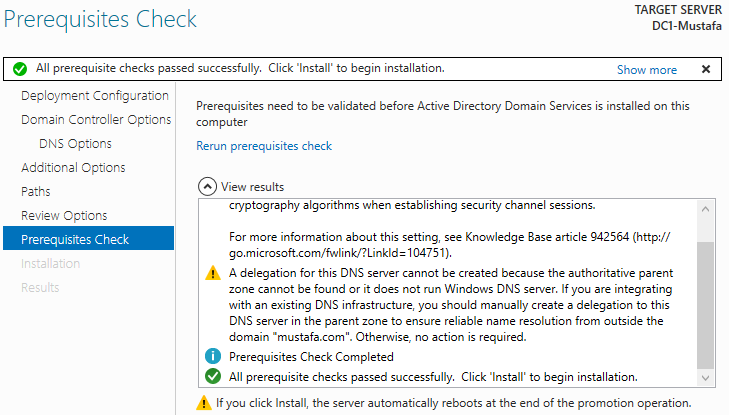 Prerequisites Check
TARGET SERVER
DC1-Mustafa
All prerequisite checks passed successfully. Click 'Install' to begin installation.
Show more
Deployment Configuration
Domain Controller Options
DNS Options
Additional Options
Paths
Review Options
Prerequisites Check
Installation
Results
Prerequisites need to be validated before Active Directory Domain Services is installed on this
computer
Rerun prerequisites check
View results
cryptography algorithms when establishing security channel sessions.
For more information about this setting, see Knowledge Base article 942564 (http://
go.microsoft.com/fwlink/?LinkId=104751).
A delegation for this DNS server cannot be created because the authoritative parent
zone cannot be found or it does not run Windows DNS server. If you are integrating
with an existing DNS infrastructure, you should manually create a delegation to this
DNS server in the parent zone to ensure reliable name resolution from outside the
domain "mustafa.com". Otherwise, no action is required.
Prerequisites Check Completed
All prerequisite checks passed successfully. Click 'Install' to begin installation.
If you click Install, the server automatically reboots at the end of the promotion operation.